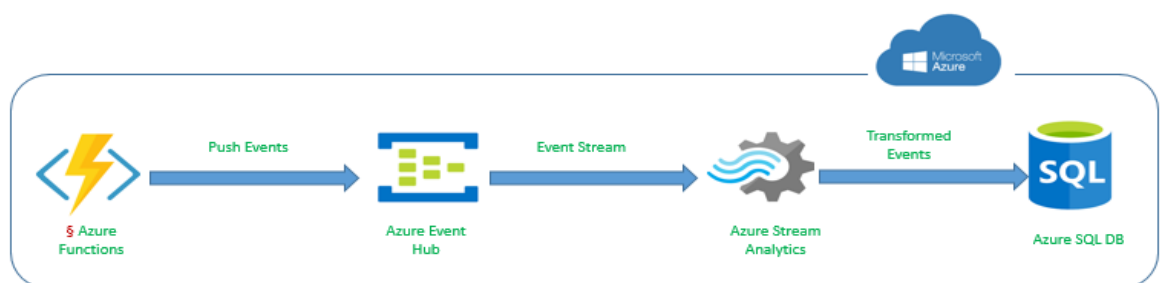 Microsoft
Azure
Push Events
Event Stream
Transformed
Events
SQL
§ Azure
Functions
Azure Event
Hub
Azure Stream
Analytics
Azure SQL DB